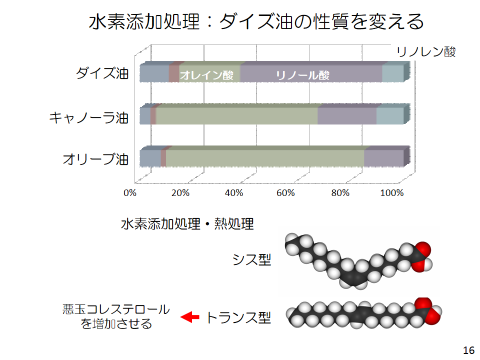 水素添加処理：ダイズ油の性質を変える
リノレン酸
ダイズ油
オレイン酸
リノール酸
キャノーラ油
オリーブ油
0%
20%
40%
60%
80%
100%
水素添加処理・熱処理
シス型
悪玉コレステロール
を増加させる
トランス型
16